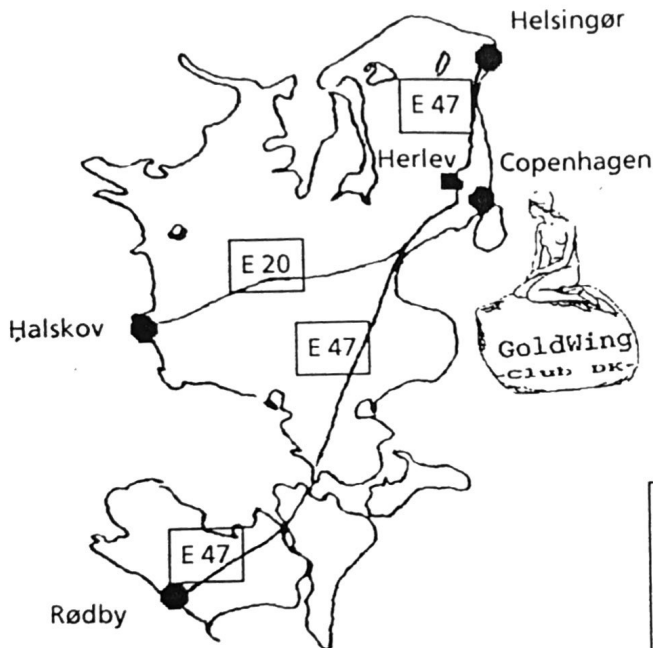 Helsingør
E 47
Herlev
Copenhagen
E 20
GoldWing
-Club DK-
Halskov
E 47
E 47
Rødby